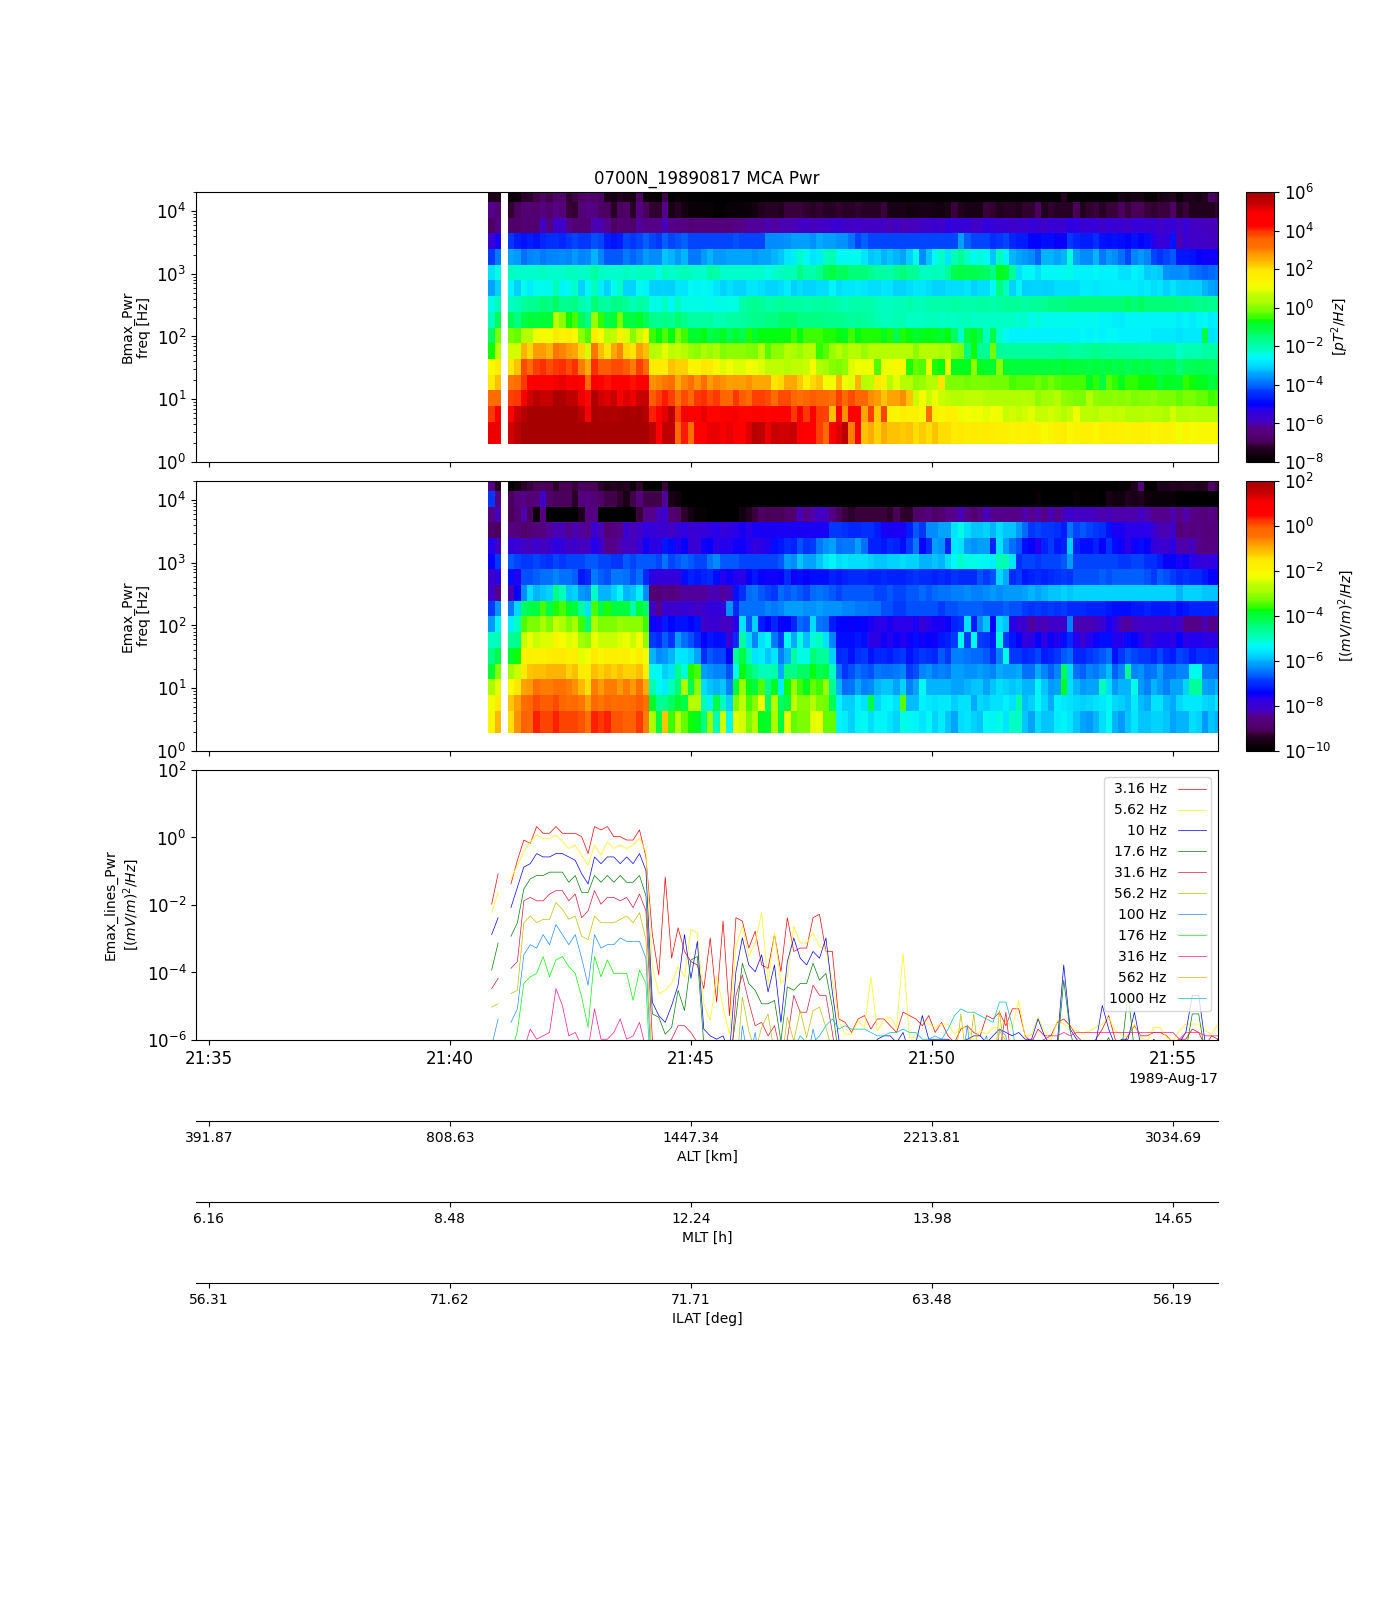 0700N_19890817 MCA Pwr
Bmax_Pwr
freq [Hz]
10^4
10^3
10^2
10^1
10^0
10^6
10^4
10^2
10^0
10^-2
10^-4
10^-6
10^-8
[pT^2/Hz]
Emax_Pwr
freq [Hz]
10^4
10^3
10^2
10^1
10^0
10^2
10^0
10^-2
10^-4
10^-6
10^-8
10^-10
[(mV/m)^2/Hz]
Emax_lines_Pwr
[(mV/m)^2/Hz]
10^2
10^0
10^-2
10^-4
10^-6
3.16 Hz
5.62 Hz
10 Hz
17.6 Hz
31.6 Hz
56.2 Hz
100 Hz
176 Hz
316 Hz
562 Hz
1000 Hz
21:35 21:40 21:45 21:50 21:55
1989-Aug-17
391.87 808.63 1447.34 2213.81 3034.69
ALT [km]
6.16 8.48 12.24 13.98 14.65
MLT [h]
56.31 71.62 71.71 63.48 56.19
ILAT [deg]